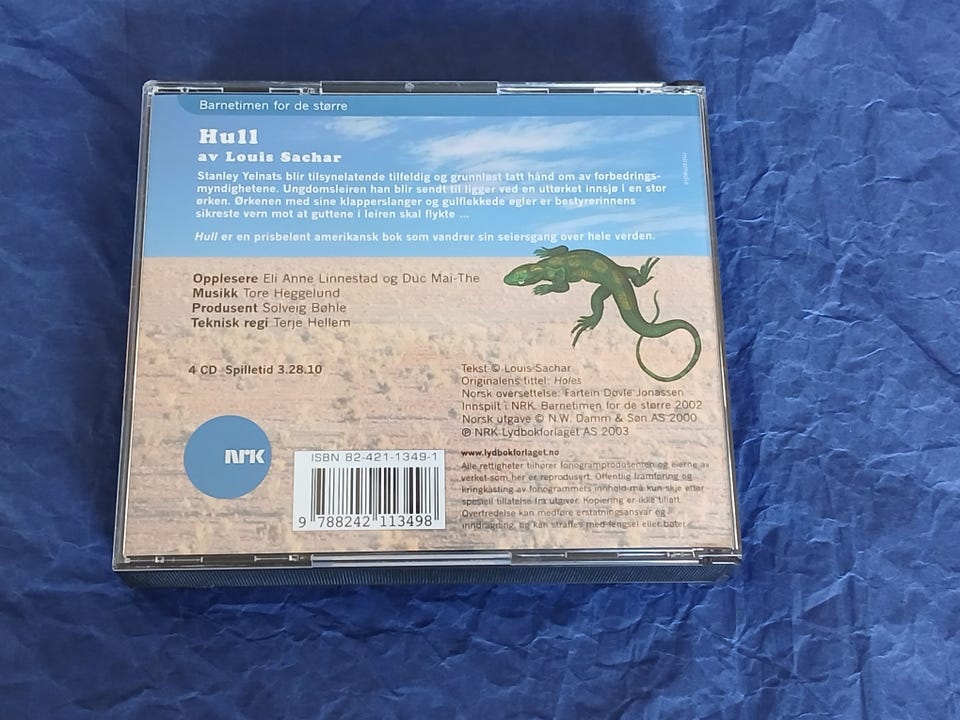 Barnetimen for de større
Hull
av Louis Sachar
Stanley Yelnats blir tilsynelatende tilfeldig og grunnløst tatt hånd om av forbedrings-
myndighetene. Ungdomsleiren han blir sendt til ligger ved en uttørket innsjø i en stor
ørken. Ørkenen med sine klapperslanger og gulflekkede øgler er bestyrerinnens
sikreste vern mot at guttene i leiren skal flykte ...
Hull er en prisbelønt amerikansk bok som vandrer sin seiersgang over hele verden.
Opplesere Eli Anne Linnestad og Duc Mai-The
Musikk Tore Heggelund
Produsent Solveig Bøhle
Teknisk regi Terje Hellem
4 CD Spilletid 3.28.10
Tekst © Louis Sachar
Originalens tittel: Holes
Norsk oversettelse: Fartein Døvle Jonassen
Innspilt i NRK. Barnetimen for de større 2002
Norsk utgave © N.W. Damm & Søn AS 2000
℗ NRK Lydbokforlaget AS 2003
www.lydbokforlaget.no
Alle rettigheter tilhører fonogramprodusenten og eierne av
verket som her er reprodusert. Offentlig framføring og
kringkasting av fonogrammets innhold må kun skje etter
spesiell tillatelse fra utgiver. Kopiering er ikke tillatt.
Overtredelse kan medføre erstatningsansvar og
inndragning, og kan straffes med fengsel eller bøter
NRK
ISBN 82-421-1349-1
9 788242 113498